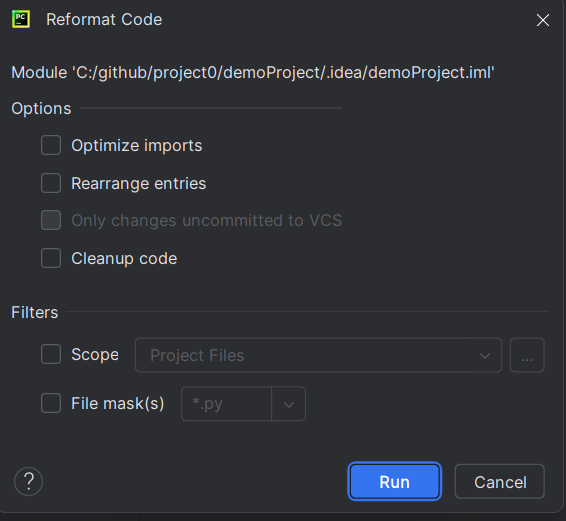 PC
Reformat Code
Module 'C:/github/project0/demoProject/.idea/demoProject.iml'
Options
Optimize imports
Rearrange entries
Only changes uncommitted to VCS
Cleanup code
Filters
Scope Project Files ...
File mask(s) *.py
? Run Cancel